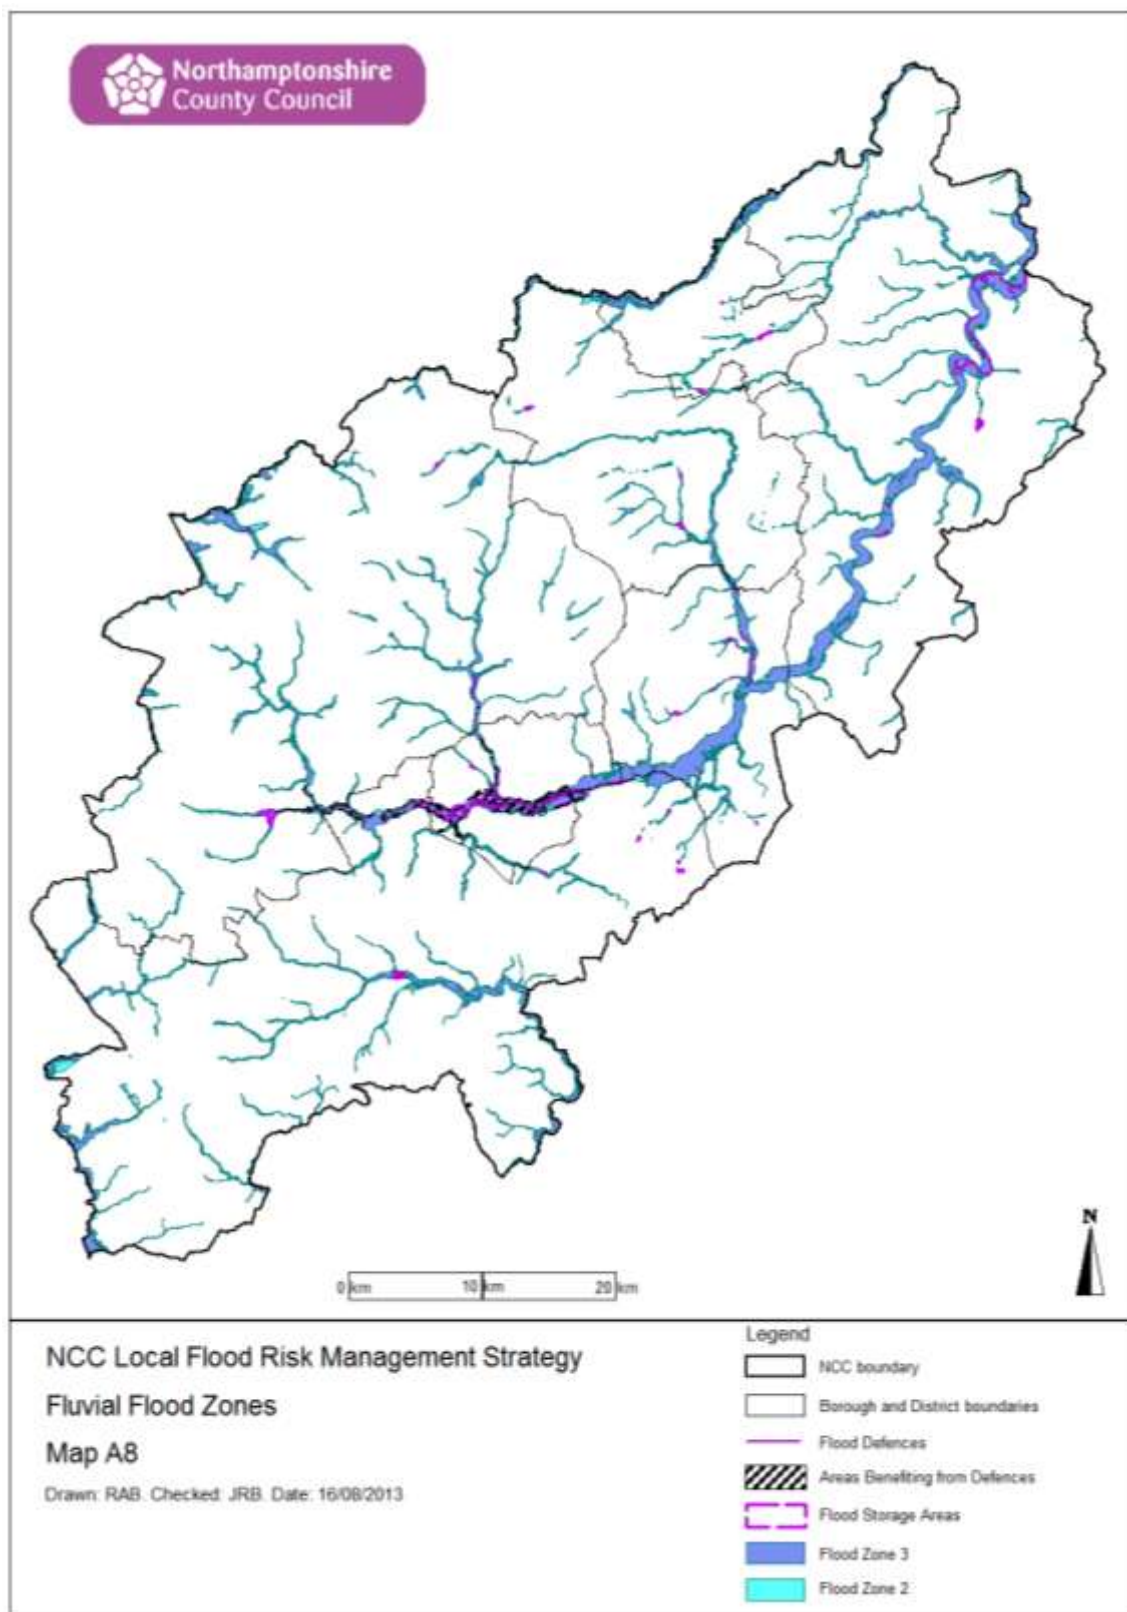 Northamptonshire
County Council
N
0 km 10 km 20 km
NCC Local Flood Risk Management Strategy
Fluvial Flood Zones
Map A8
Drawn: RAB. Checked: JRB. Date: 16/08/2013
Legend
NCC boundary
Borough and District boundaries
Flood Defences
Areas Benefiting from Defences
Flood Storage Areas
Flood Zone 3
Flood Zone 2